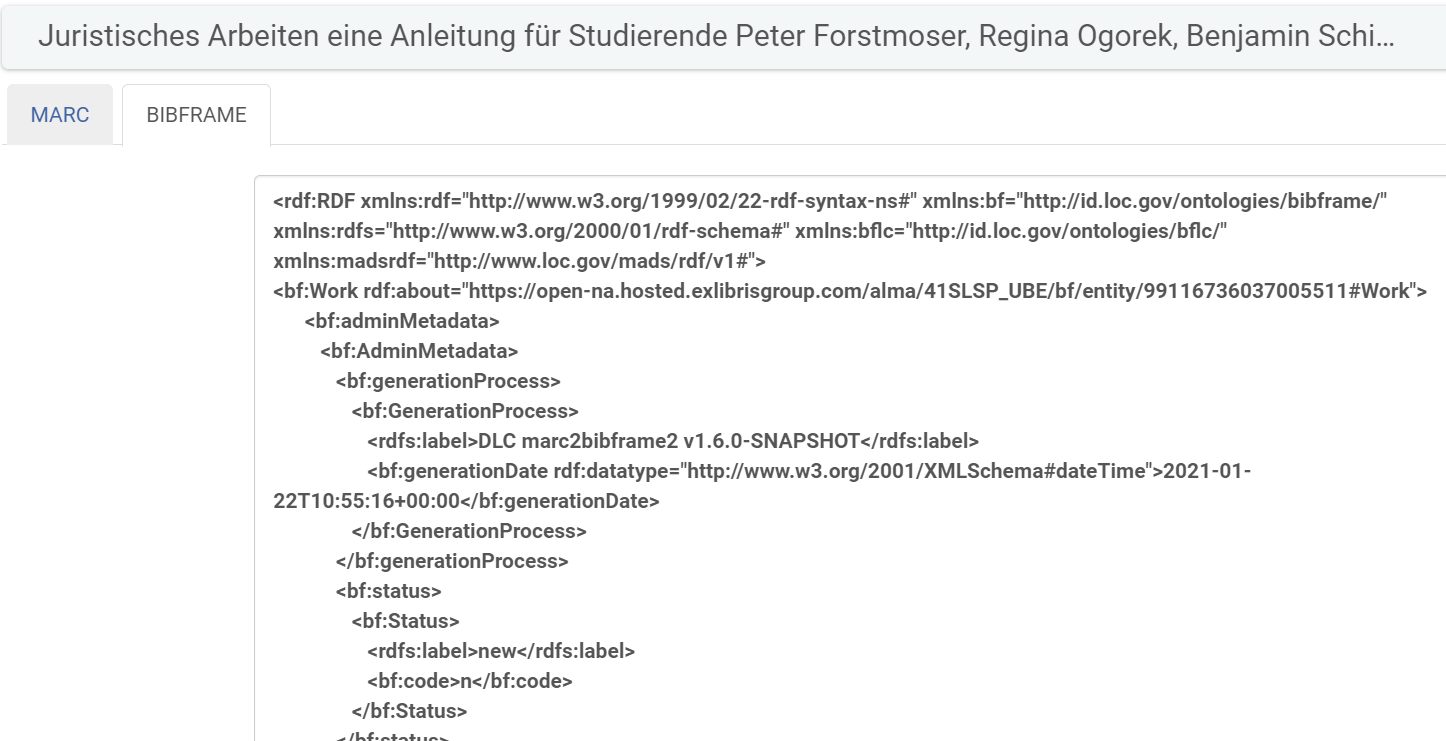 Juristisches Arbeiten eine Anleitung für Studierende Peter Forstmoser, Regina Ogorek, Benjamin Schi...
MARC
BIBFRAME
<rdf:RDF xmlns:rdf="http://www.w3.org/1999/02/22-rdf-syntax-ns#" xmlns:bf="http://id.loc.gov/ontologies/bibframe/"
xmlns:rdfs="http://www.w3.org/2000/01/rdf-schema#" xmlns:bflc="http://id.loc.gov/ontologies/bflc/"
xmlns:madsrdf="http://www.loc.gov/mads/rdf/v1#">
<bf:Work rdf:about="https://open-na.hosted.exlibrisgroup.com/alma/41SLSP_UBE/bf/entity/99116736037005511#Work">
<bf:adminMetadata>
<bf:AdminMetadata>
<bf:generationProcess>
<bf:GenerationProcess>
<rdfs:label>DLC marc2bibframe2 v1.6.0-SNAPSHOT</rdfs:label>
<bf:generationDate rdf:datatype="http://www.w3.org/2001/XMLSchema#dateTime">2021-01-
22T10:55:16+00:00</bf:generationDate>
</bf:GenerationProcess>
</bf:generationProcess>
<bf:status>
<bf:Status>
<rdfs:label>new</rdfs:label>
<bf:code>n</bf:code>
</bf:Status>
</bf:status>